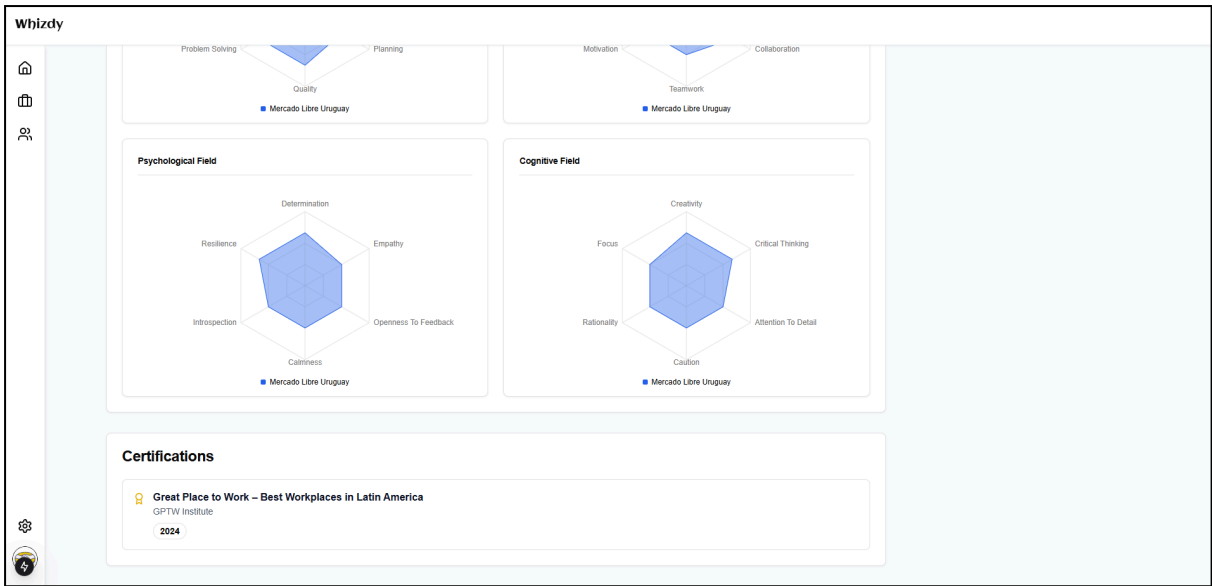 Whizdy
Problem Solving
Planning
Quality
Mercado Libre Uruguay
Motivation
Collaboration
Teamwork
Mercado Libre Uruguay
Psychological Field
Determination
Resilience
Empathy
Introspection
Openness To Feedback
Calmness
Mercado Libre Uruguay
Cognitive Field
Creativity
Focus
Critical Thinking
Rationality
Attention To Detail
Caution
Mercado Libre Uruguay
Certifications
Great Place to Work – Best Workplaces in Latin America
GPTW Institute
2024